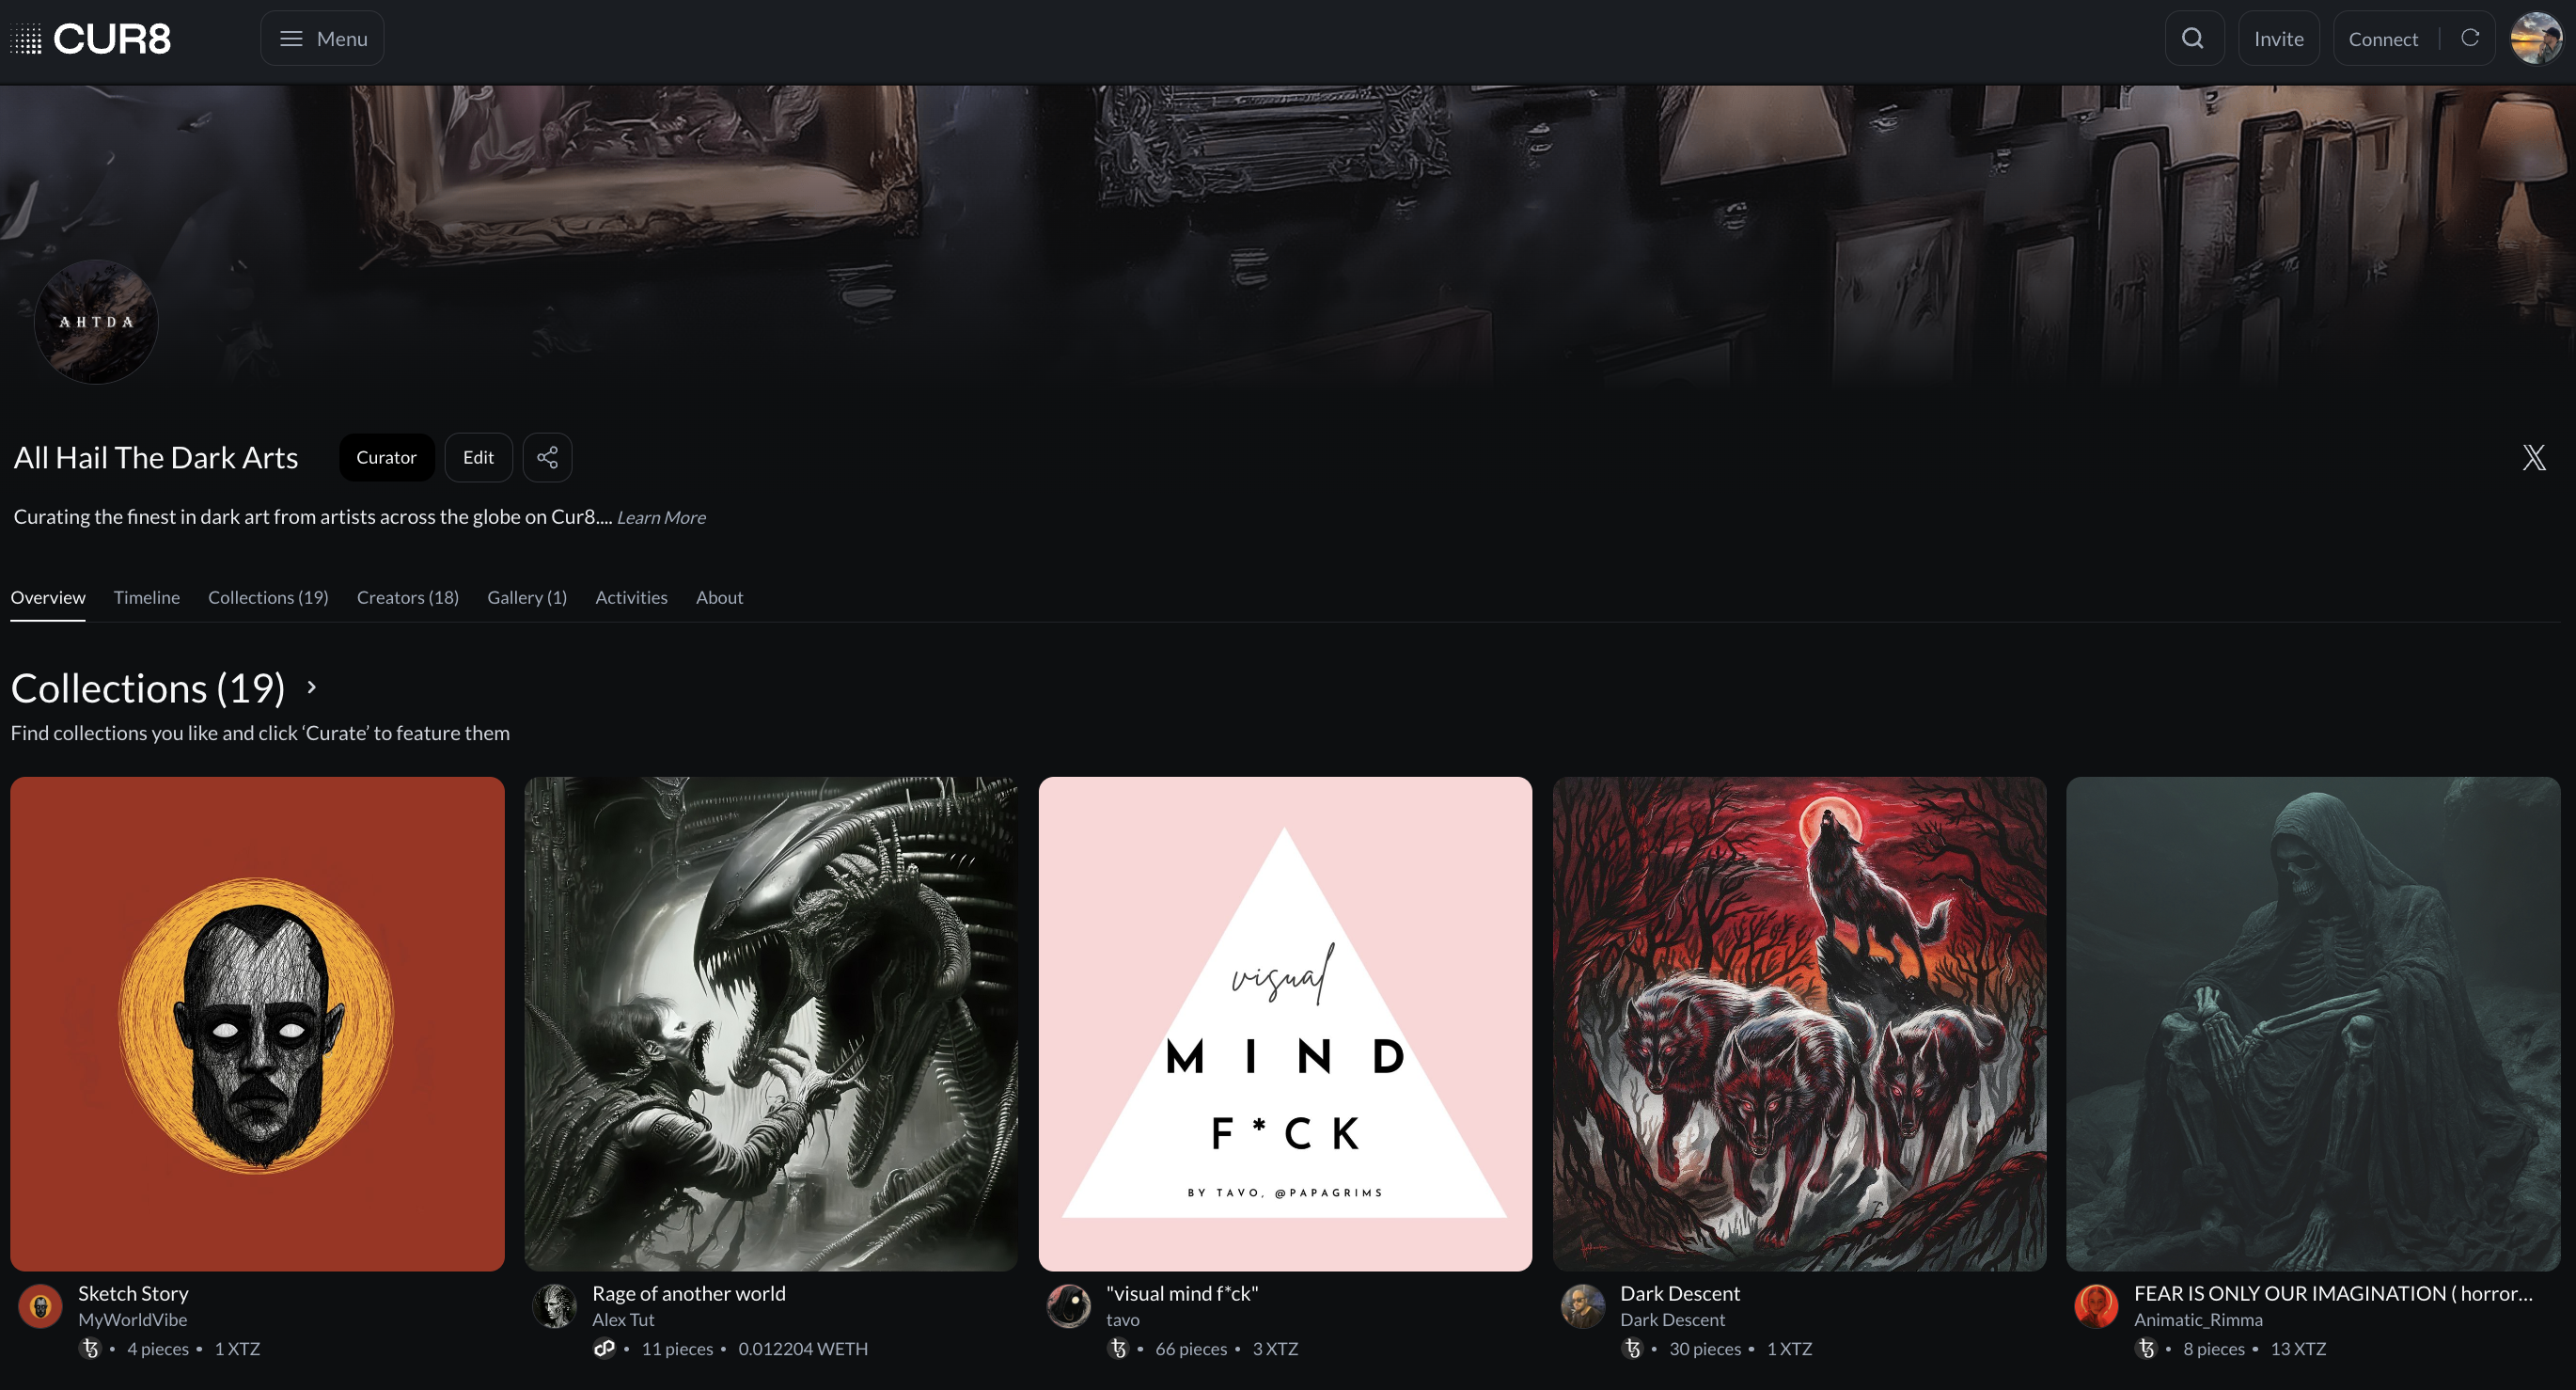 CUR8
Menu
Invite
Connect
AHTDA
All Hail The Dark Arts
Curator
Edit
Curating the finest in dark art from artists across the globe on Cur8.... Learn More
Overview
Timeline
Collections (19)
Creators (18)
Gallery (1)
Activities
About
Collections (19)
Find collections you like and click ‘Curate’ to feature them
visual
MIND
F*CK
BY TAVO, @PAPAGRIMS
Sketch Story
MyWorldVibe
4 pieces • 1 XTZ
Rage of another world
Alex Tut
11 pieces • 0.012204 WETH
"visual mind f*ck"
tavo
66 pieces • 3 XTZ
Dark Descent
Dark Descent
30 pieces • 1 XTZ
FEAR IS ONLY OUR IMAGINATION ( horror...
Animatic_Rimma
8 pieces • 13 XTZ